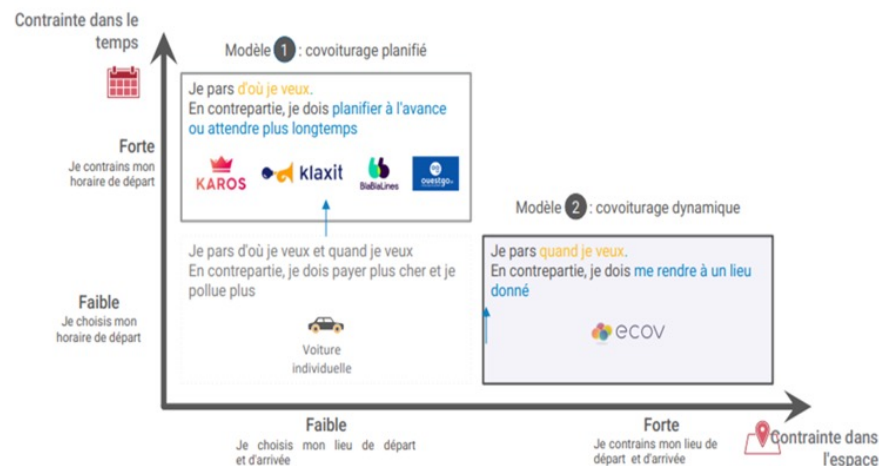 Contrainte dans le
temps
Modèle 1 : covoiturage planifié
Je pars d'où je veux.
En contrepartie, je dois planifier à l'avance
ou attendre plus longtemps
KAROS
klaxit
BlaBlaLines
ouestgo
Forte
Je contrains mon
horaire de départ
Modèle 2 : covoiturage dynamique
Je pars d'où je veux et quand je veux
En contrepartie, je dois payer plus cher et je
pollue plus
Voiture
individuelle
Je pars quand je veux.
En contrepartie, je dois me rendre à un lieu
donné
ecov
Faible
Je choisis mon
horaire de départ
Faible
Je choisis mon lieu de départ
et d'arrivée
Forte
Je contrains mon lieu de
départ et d'arrivée
Contrainte dans
l'espace